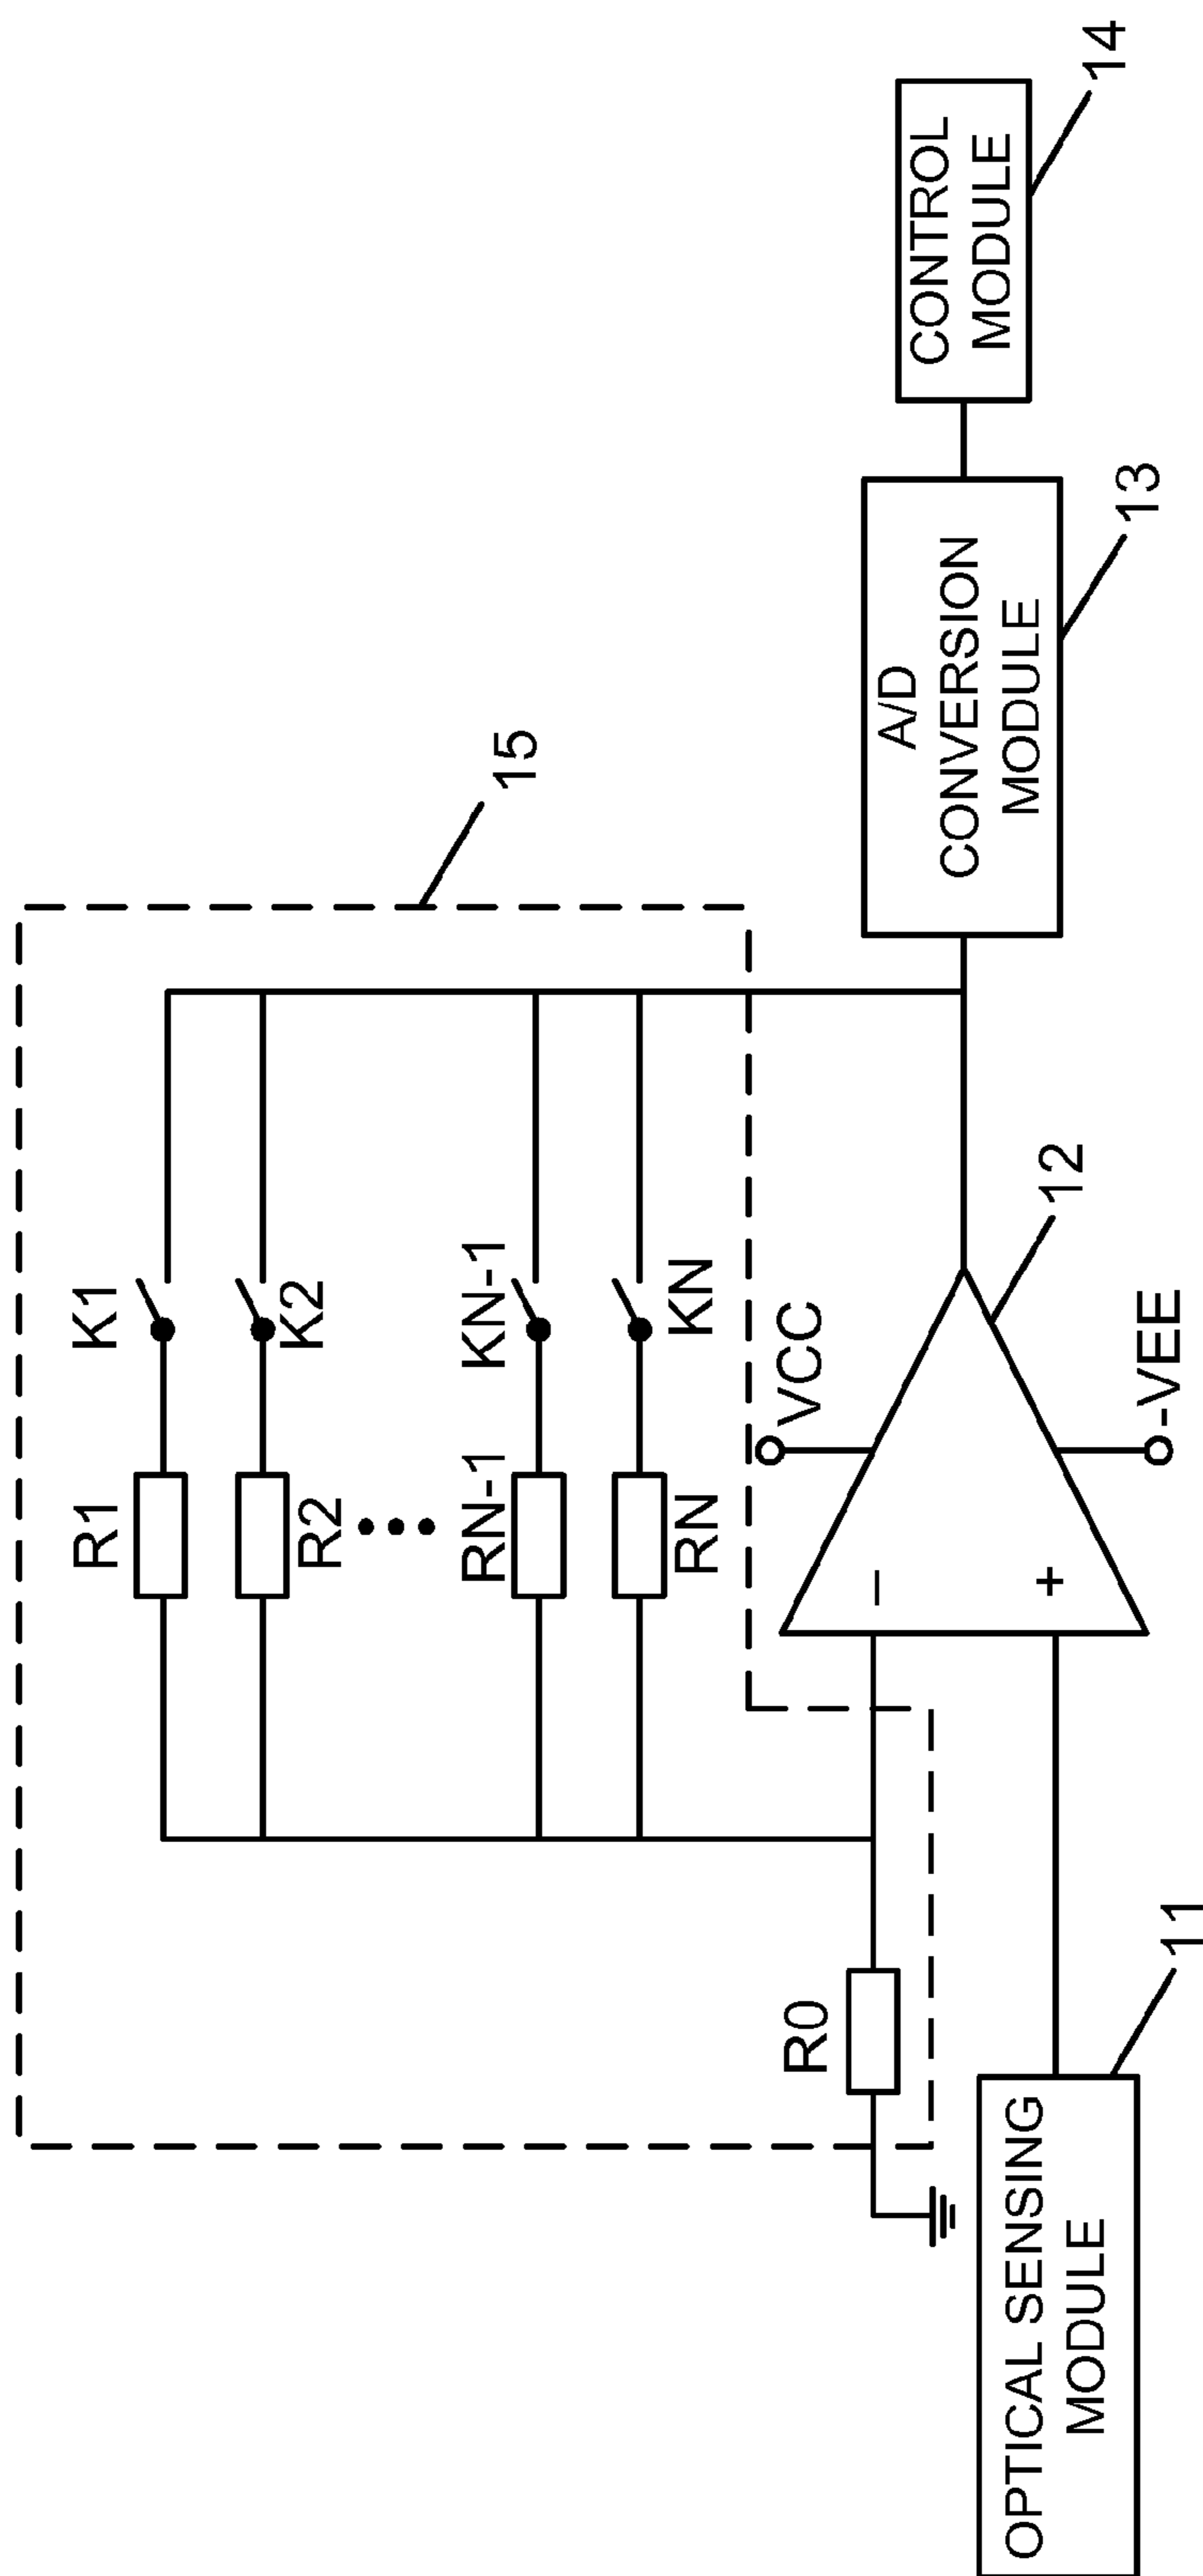 15
K1
R1
K2
R2
KN-1
RN-1
KN
RN
R0
VCC
-VEE
–
+
12
OPTICAL SENSING
MODULE
11
A/D
CONVERSION
MODULE
13
CONTROL
MODULE
14